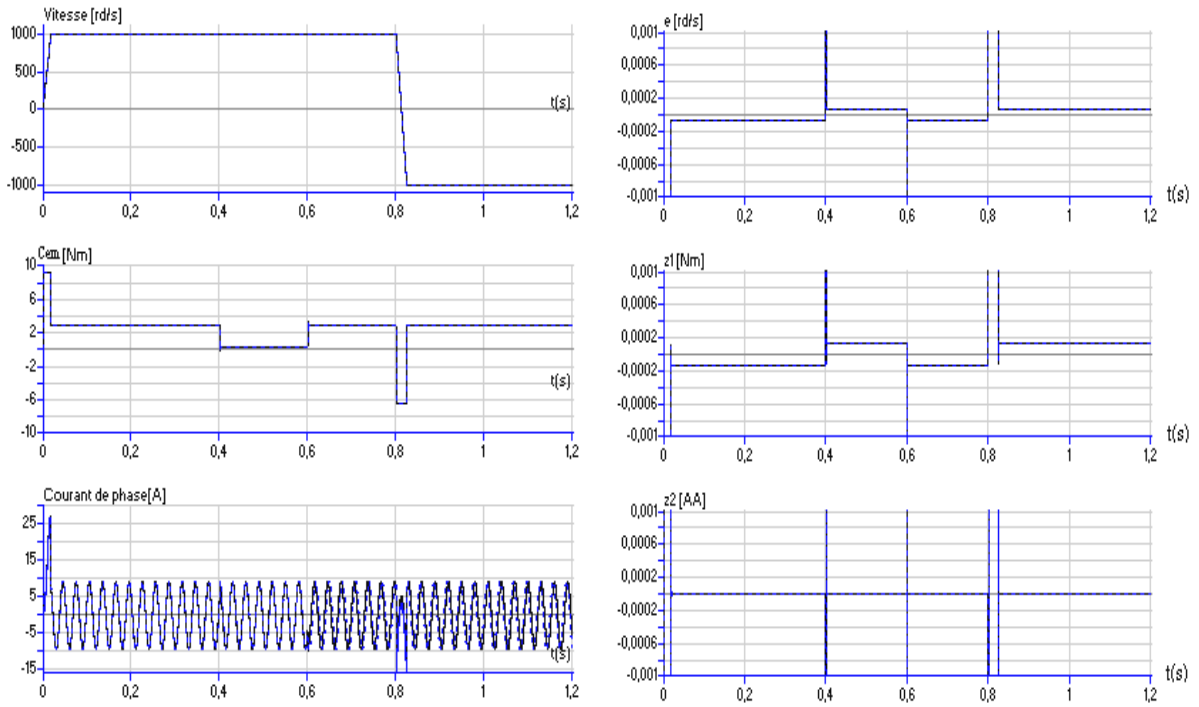 Vitesse [rd/s]
1000
500
0
-500
-1000
t(s)
0 0,2 0,4 0,6 0,8 1 1,2
e [rd/s]
0,001
0,0006
0,0002
-0,0002
-0,0006
-0,001
t(s)
0 0,2 0,4 0,6 0,8 1 1,2
Cem [Nm]
10
6
2
-2
-6
-10
t(s)
0 0,2 0,4 0,6 0,8 1 1,2
z1 [Nm]
0,001
0,0006
0,0002
-0,0002
-0,0006
-0,001
t(s)
0 0,2 0,4 0,6 0,8 1 1,2
Courant de phase[A]
25
15
5
-5
-15
t(s)
0 0,2 0,4 0,6 0,8 1 1,2
z2 [AA]
0,001
0,0006
0,0002
-0,0002
-0,0006
-0,001
t(s)
0 0,2 0,4 0,6 0,8 1 1,2